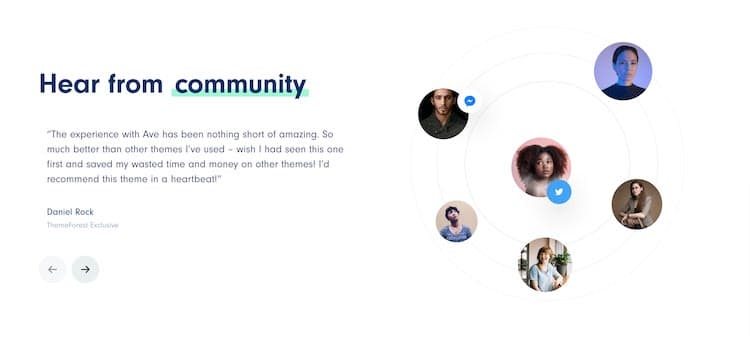 Hear from community
“The experience with Ave has been nothing short of amazing. So
much better than other themes I’ve used – wish I had seen this one
first and saved my wasted time and money on other themes! I’d
recommend this theme in a heartbeat!”
Daniel Rock
ThemeForest Exclusive